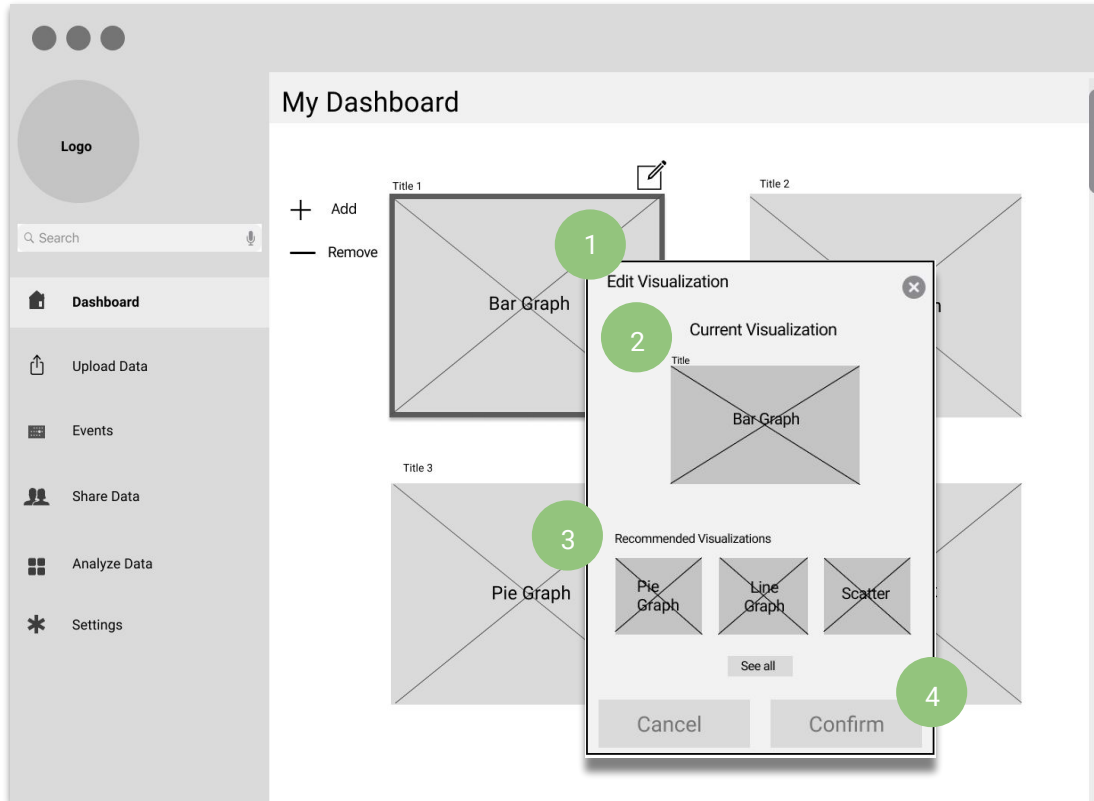 Logo
Search
Dashboard
Upload Data
Events
Share Data
Analyze Data
Settings
My Dashboard
Add
Remove
Title 1
Bar Graph
Title 2
Title 3
Pie Graph
1
Edit Visualization
2
Current Visualization
Title
Bar Graph
3
Recommended Visualizations
Pie
Graph
Line
Graph
Scatter
See all
4
Cancel
Confirm